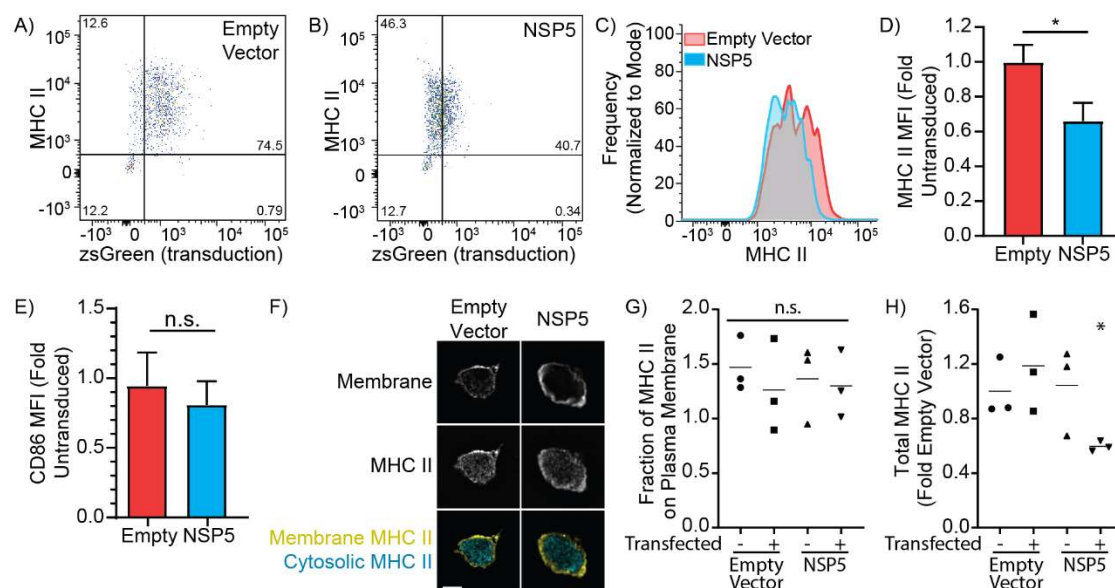 A)
12.6
Empty
Vector
MHC II
10^5
10^4
10^3
0
-10^3
74.5
12.2
0.79
-10^3 0 10^3 10^4 10^5
zsGreen (transduction)
B)
46.3
NSP5
MHC II
10^5
10^4
10^3
0
-10^3
40.7
12.7
0.34
-10^3 0 10^3 10^4 10^5
zsGreen (transduction)
C)
Empty Vector
NSP5
Frequency
(Normalized to Mode)
100
80
60
40
20
0
-10^3 0 10^3 10^4 10^5
MHC II
D)
*
MHC II MFI (Fold
Untransduced)
1.2
1.0
0.8
0.6
0.4
0.2
0.0
Empty NSP5
E)
n.s.
CD86 MFI (Fold
Untransduced)
1.5
1.0
0.5
0.0
Empty NSP5
F)
Empty
Vector
NSP5
Membrane
MHC II
Membrane MHC II
Cytosolic MHC II
G)
n.s.
Fraction of MHC II
on Plasma Membrane
2.0
1.5
1.0
0.5
0.0
Transfected - + - +
Empty
Vector
NSP5
H)
*
Total MHC II
(Fold Empty Vector)
1.6
1.2
0.8
0.4
0.0
Transfected - + - +
Empty
Vector
NSP5